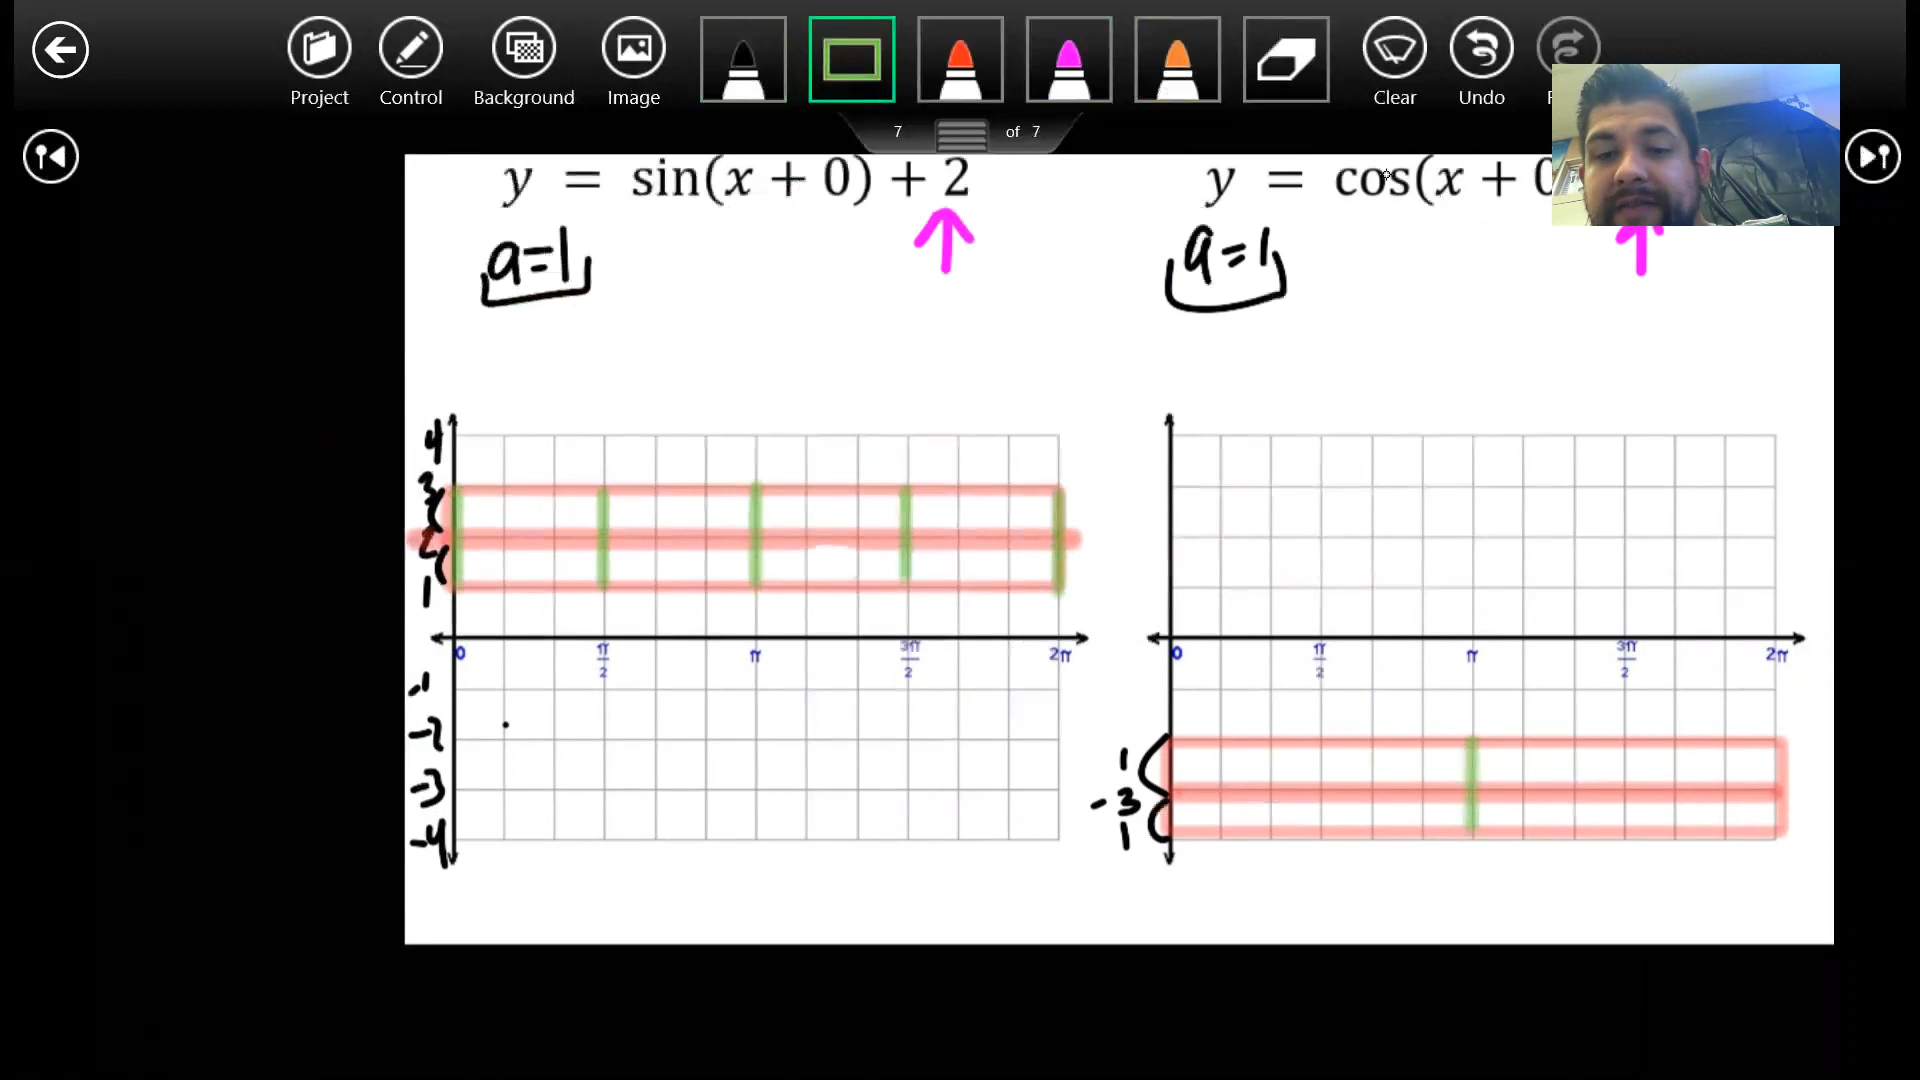 Project Control Background Image Clear Undo
7 of 7
y = sin(x + 0) + 2
y = cos(x + 0
a=1
a=1
4
3
2
1
0 π/2 π 3π/2 2π
-1
-2
-3
-4
0 π/2 π 3π/2 2π
1
-3
1